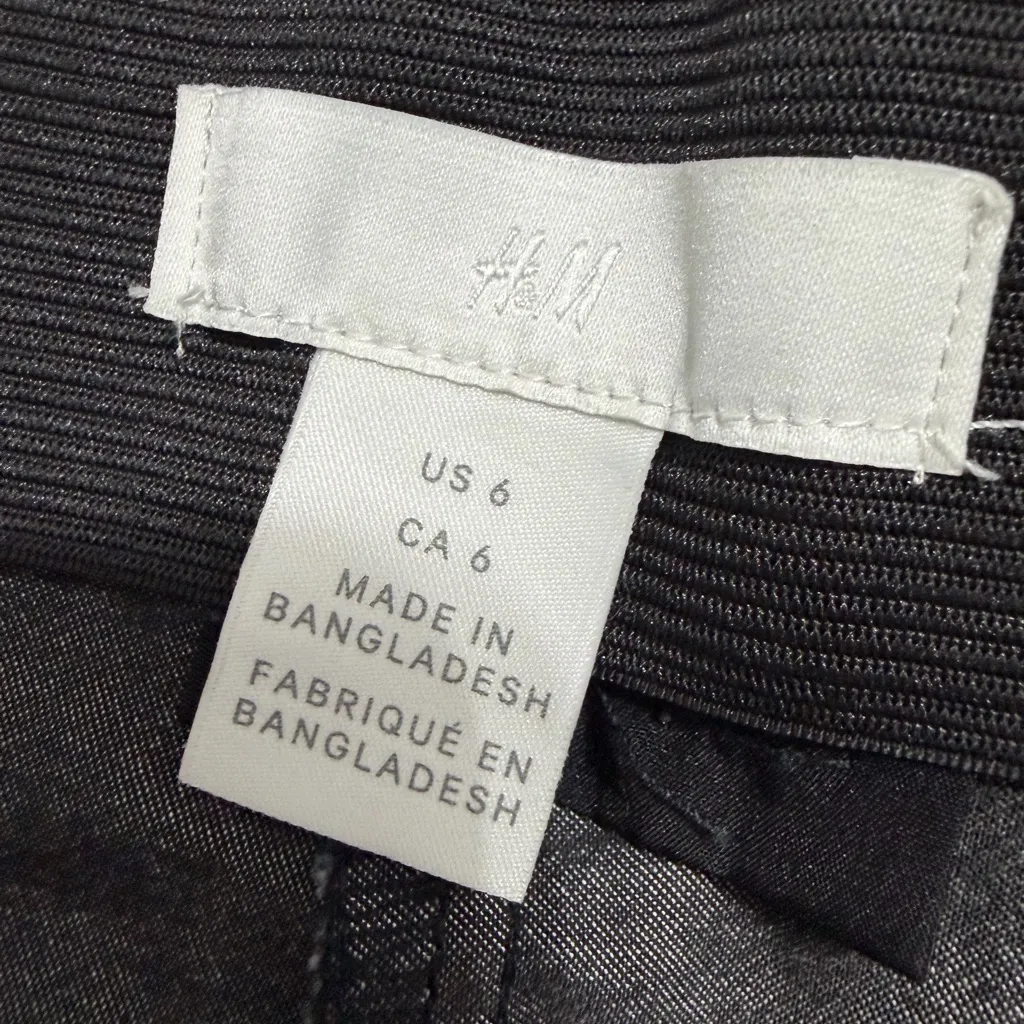 H&M
US 6
CA 6
MADE IN
BANGLADESH
FABRIQUÉ EN
BANGLADESH